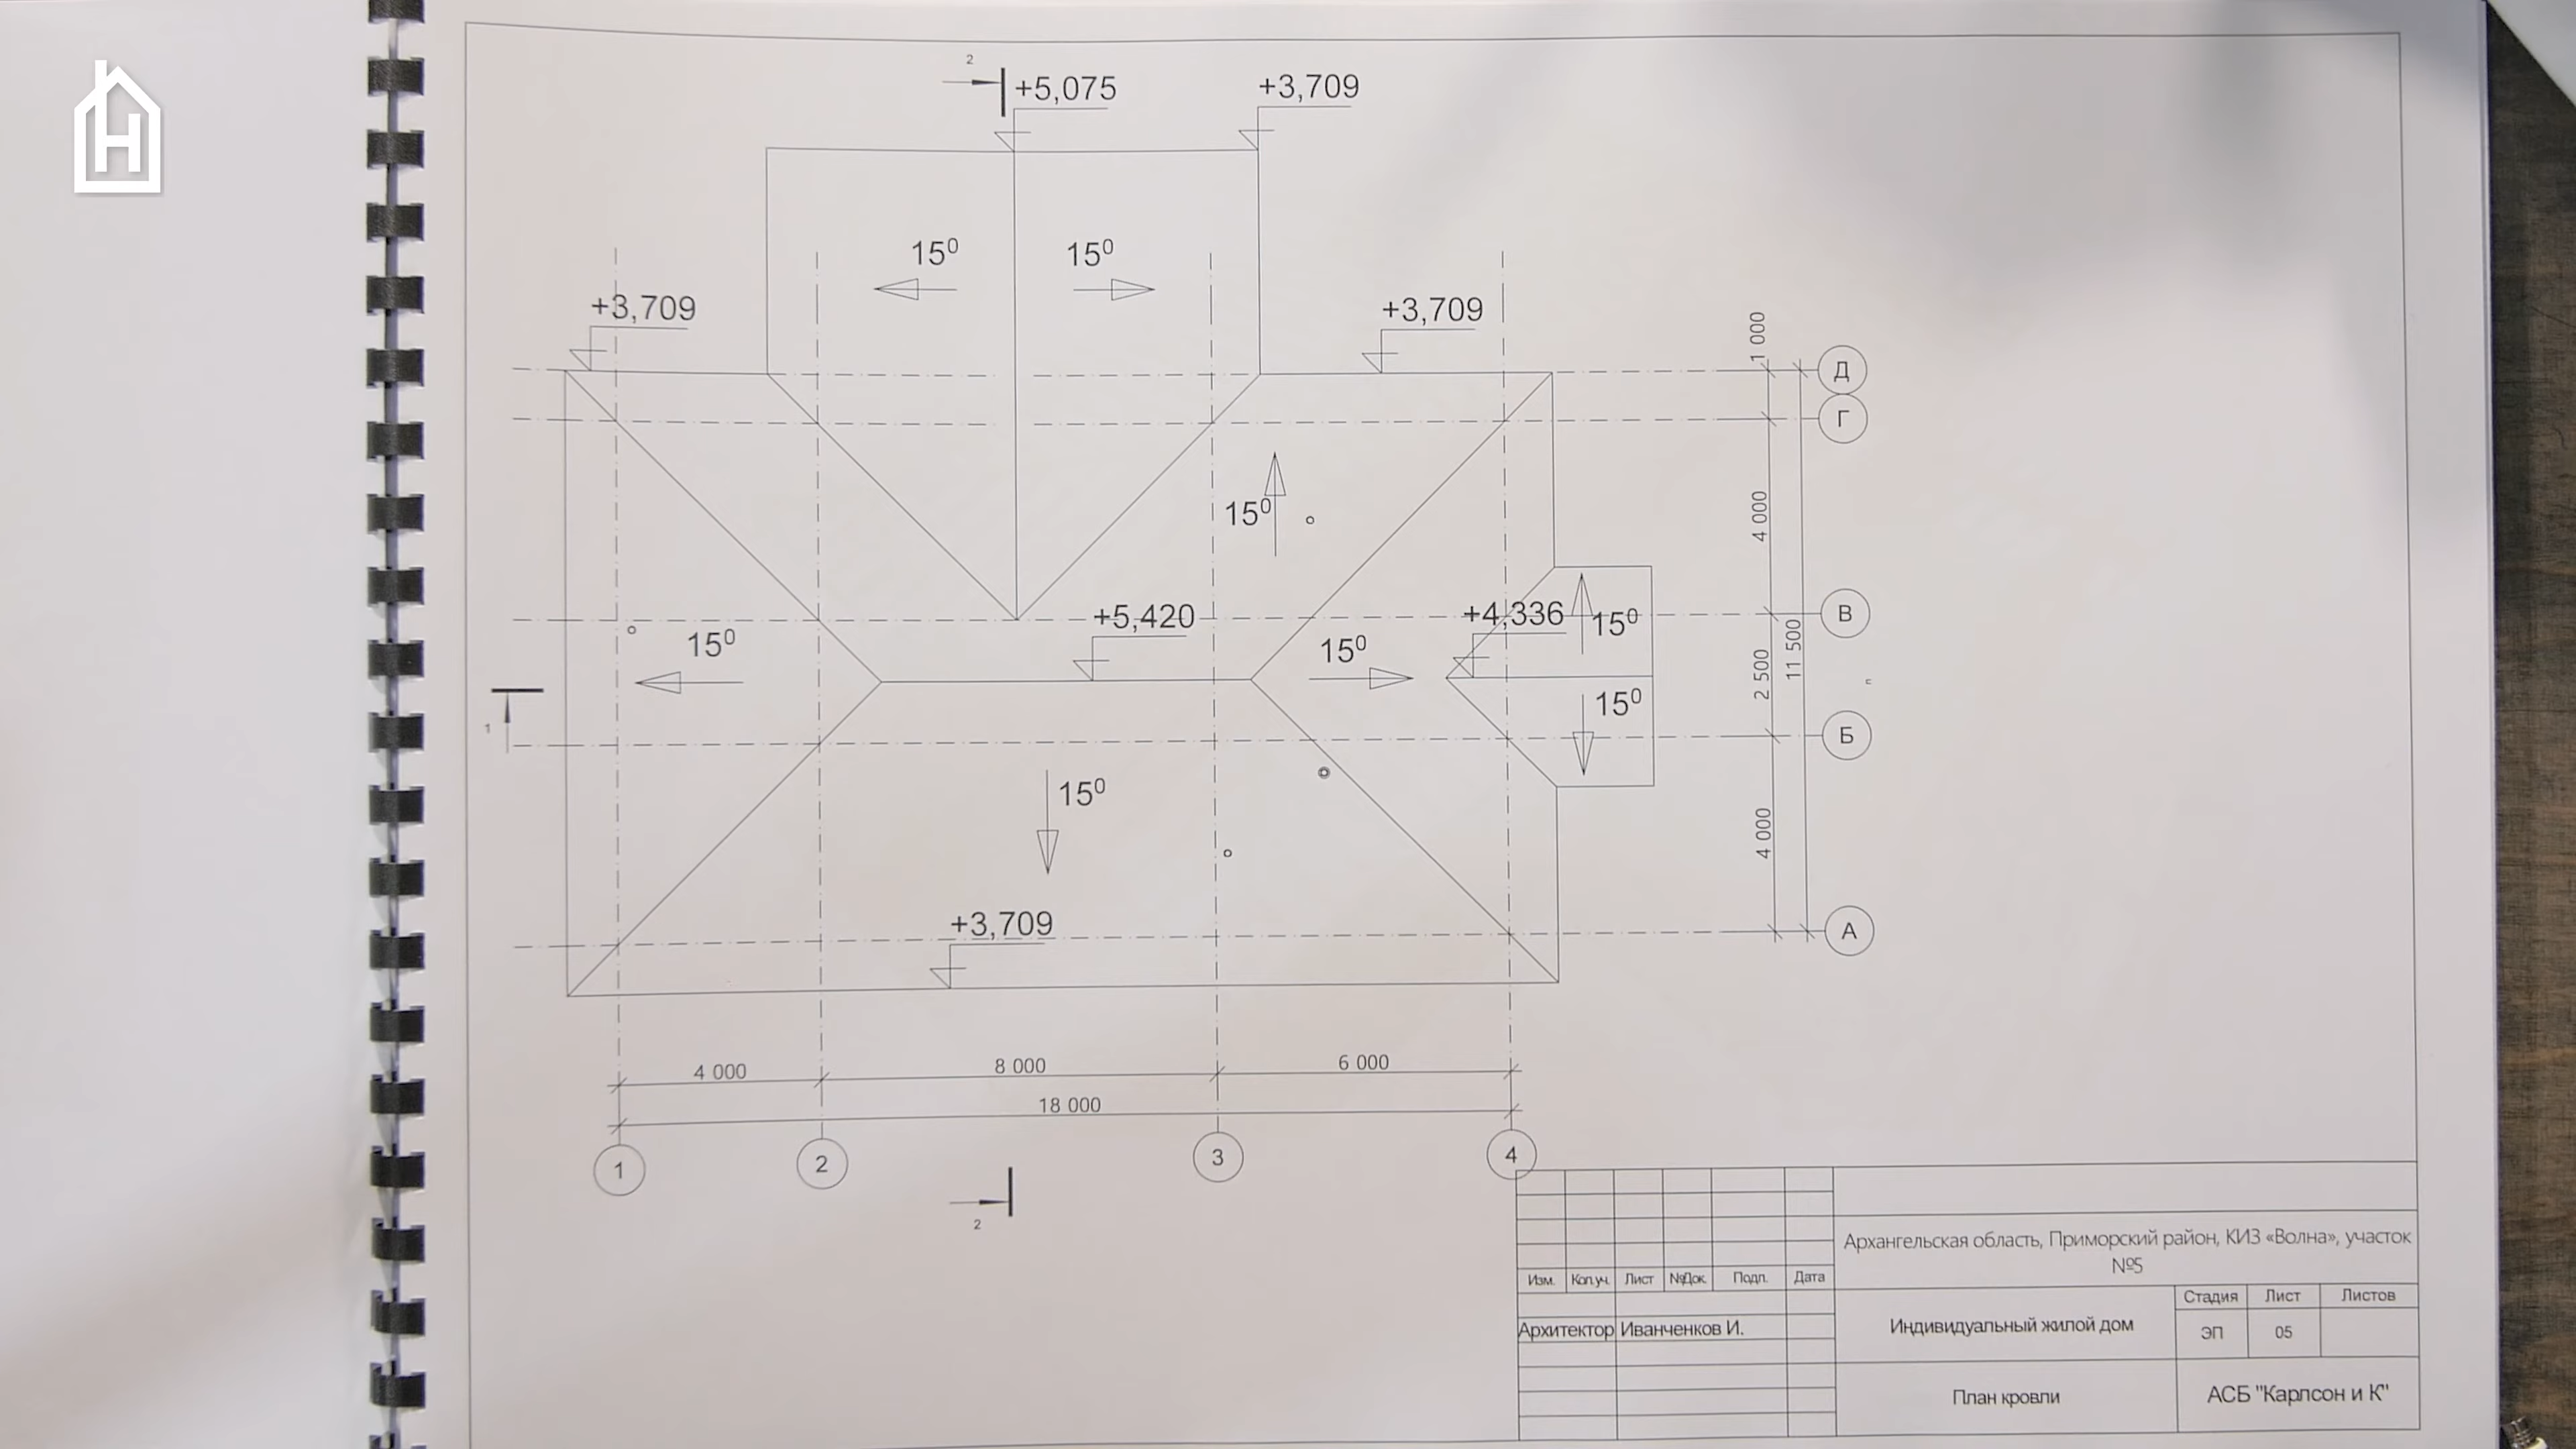 H
2
+5,075
+3,709
15⁰
15⁰
+3,709
+3,709
1 000
Д
Г
15⁰
4 000
+5,420
+4,336
15⁰
В
15⁰
15⁰
2 500
11 500
15⁰
Б
1
15⁰
4 000
+3,709
А
4 000
8 000
6 000
18 000
1
2
3
4
2
Архангельская область, Приморский район, КИЗ «Волна», участок
№5
Изм. Кол.уч. Лист №Док. Подп. Дата
Архитектор Иванченков И.
Индивидуальный жилой дом
Стадия Лист Листов
ЭП 05
План кровли
АСБ "Карлсон и К"